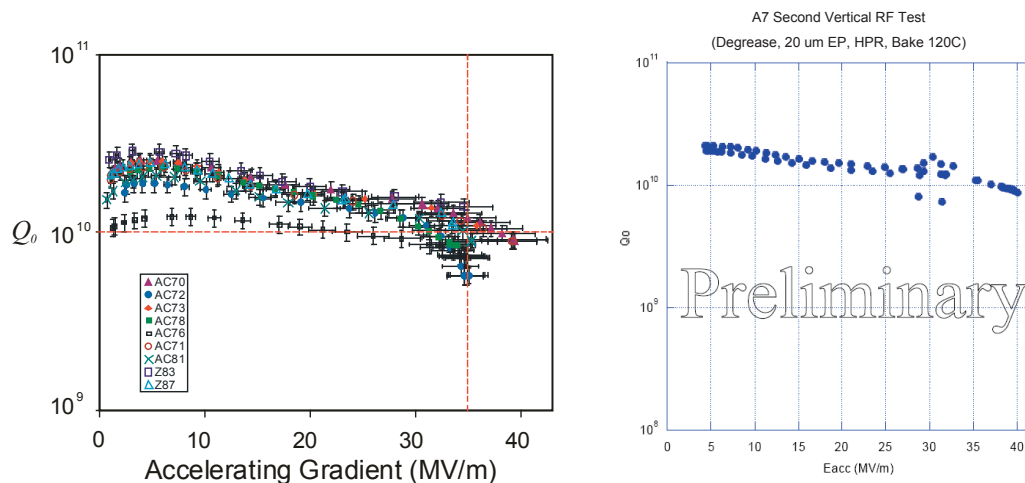 10^11
Q_0
10^10
10^9
AC70
AC72
AC73
AC78
AC76
AC71
AC81
Z83
Z87
0 10 20 30 40
Accelerating Gradient (MV/m)
A7 Second Vertical RF Test
(Degrease, 20 um EP, HPR, Bake 120C)
10^11
10^10
Q0
10^9
10^8
Preliminary
5 10 15 20 25 30 35 40
Eacc (MV/m)